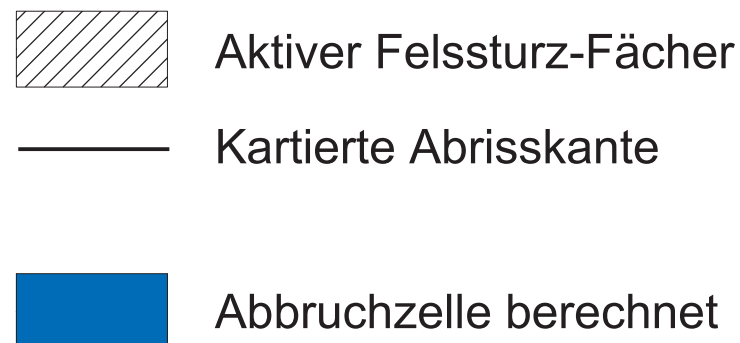 Aktiver Felssturz-Fächer
Kartierte Abrisskante
Abbruchzelle berechnet